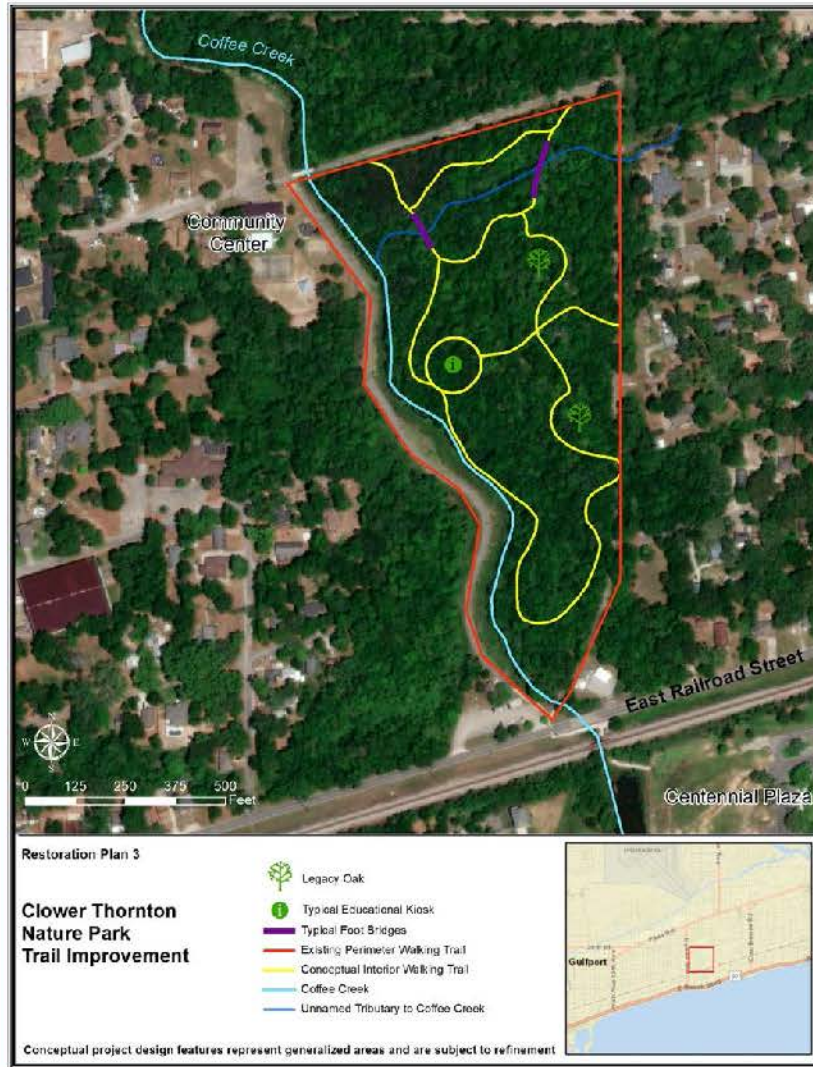 Coffee Creek
Community
Center
East Railroad Street
Centennial Plaza
N
W E
S
0 125 250 375 500
Feet
Restoration Plan 3
Clower Thornton
Nature Park
Trail Improvement
Legacy Oak
Typical Educational Kiosk
Typical Foot Bridges
Existing Perimeter Walking Trail
Conceptual Interior Walking Trail
Coffee Creek
Unnamed Tributary to Coffee Creek
Gulfport
Conceptual project design features represent generalized areas and are subject to refinement